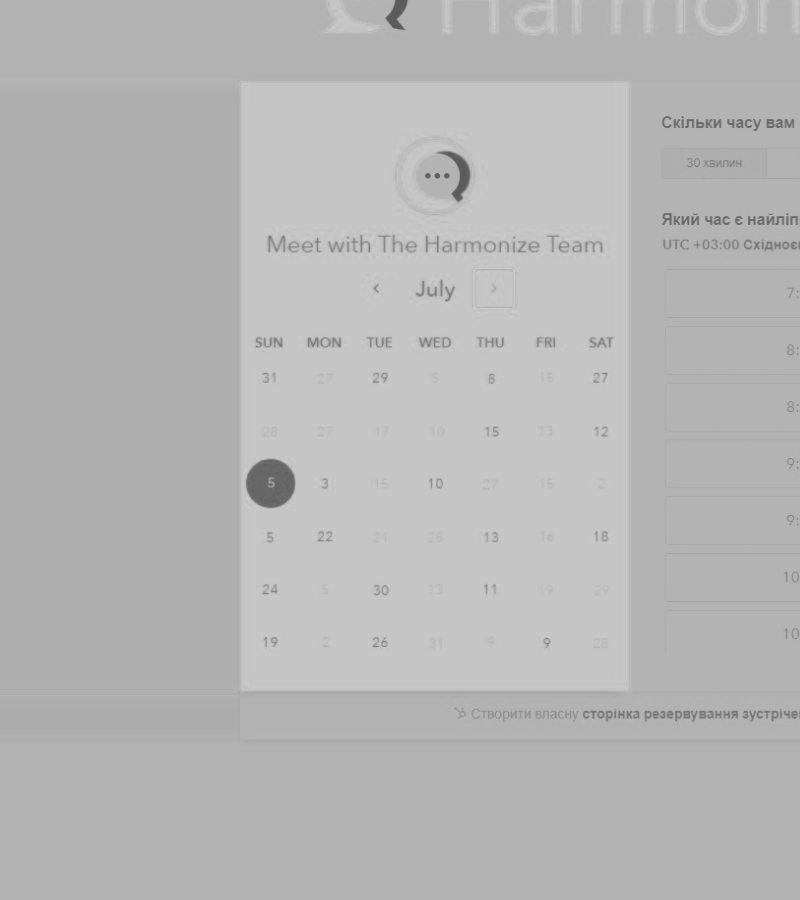 Harmon
Meet with The Harmonize Team
‹ July ›
SUN MON TUE WED THU FRI SAT
31 27 29 5 8 15 27
28 27 17 10 15 13 12
5 3 15 10 27 15 2
5 22 21 25 13 16 18
24 5 30 13 11 19 29
19 2 26 31 9 9 28
Скільки часу вам
30 хвилин
Який час є найліп
UTC +03:00 Східноє
7:
8:
8:
9:
9:
10
10
Створити власну сторінка резервування зустріче